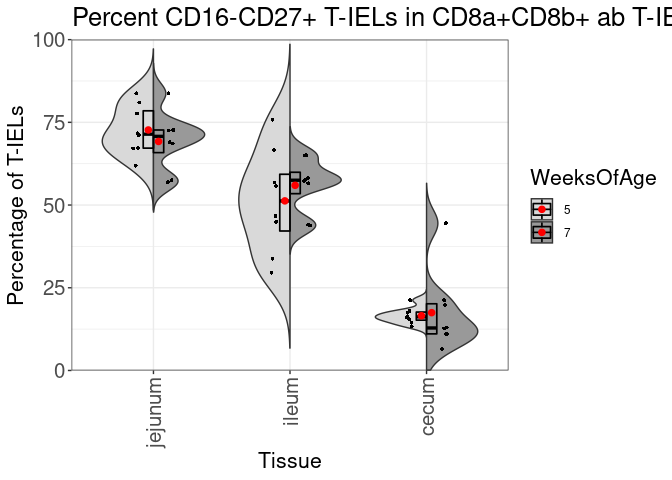 Percent CD16-CD27+ T-IELs in CD8a+CD8b+ ab T-IE
100
75
50
25
0
Percentage of T-IELs
jejunum
ileum
cecum
Tissue
WeeksOfAge
5
7